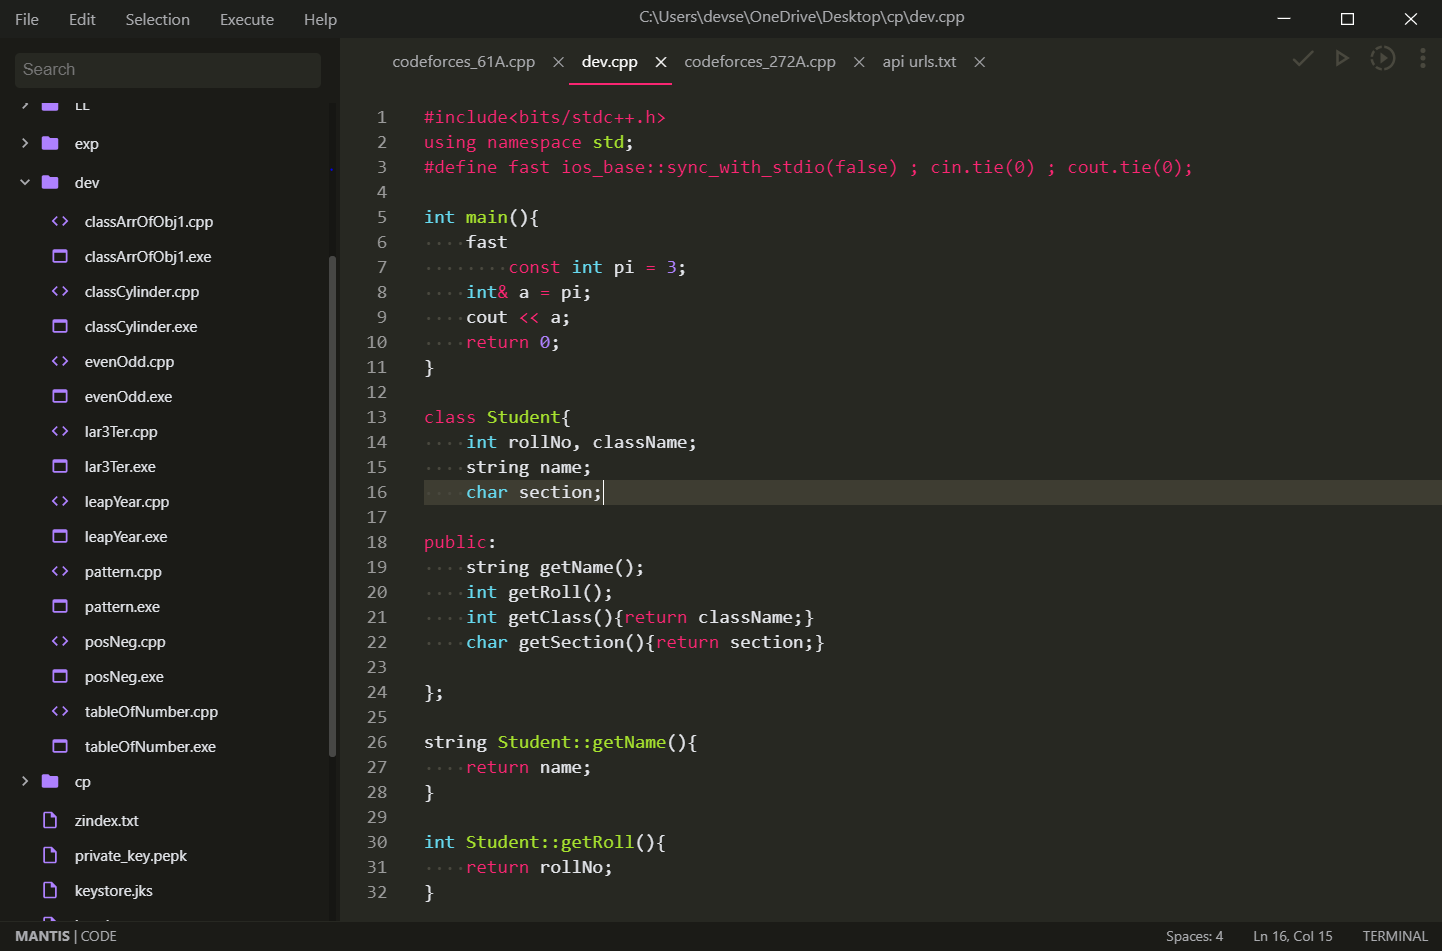 File Edit Selection Execute Help
C:\Users\devse\OneDrive\Desktop\cp\dev.cpp
Search
LL
exp
dev
classArrOfObj1.cpp
classArrOfObj1.exe
classCylinder.cpp
classCylinder.exe
evenOdd.cpp
evenOdd.exe
lar3Ter.cpp
lar3Ter.exe
leapYear.cpp
leapYear.exe
pattern.cpp
pattern.exe
posNeg.cpp
posNeg.exe
tableOfNumber.cpp
tableOfNumber.exe
cp
zindex.txt
private_key.pepk
keystore.jks
codeforces_61A.cpp dev.cpp codeforces_272A.cpp api urls.txt
1 #include<bits/stdc++.h>
2 using namespace std;
3 #define fast ios_base::sync_with_stdio(false) ; cin.tie(0) ; cout.tie(0);
4
5 int main(){
6 ····fast
7 ········const int pi = 3;
8 ····int& a = pi;
9 ····cout << a;
10 ····return 0;
11 }
12
13 class Student{
14 ····int rollNo, className;
15 ····string name;
16 ····char section;
17
18 public:
19 ····string getName();
20 ····int getRoll();
21 ····int getClass(){return className;}
22 ····char getSection(){return section;}
23
24 };
25
26 string Student::getName(){
27 ····return name;
28 }
29
30 int Student::getRoll(){
31 ····return rollNo;
32 }
MANTIS | CODE
Spaces: 4 Ln 16, Col 15 TERMINAL